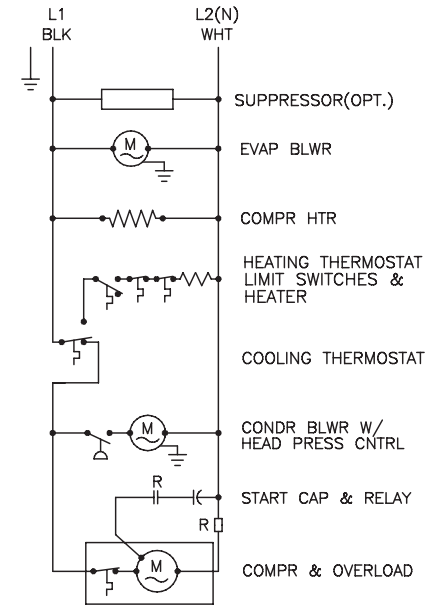 L1 L2(N)
BLK WHT
SUPPRESSOR(OPT.)
M
EVAP BLWR
COMPR HTR
HEATING THERMOSTAT
LIMIT SWITCHES &
HEATER
COOLING THERMOSTAT
M
CONDR BLWR W/
HEAD PRESS CNTRL
R
START CAP & RELAY
R
M
COMPR & OVERLOAD